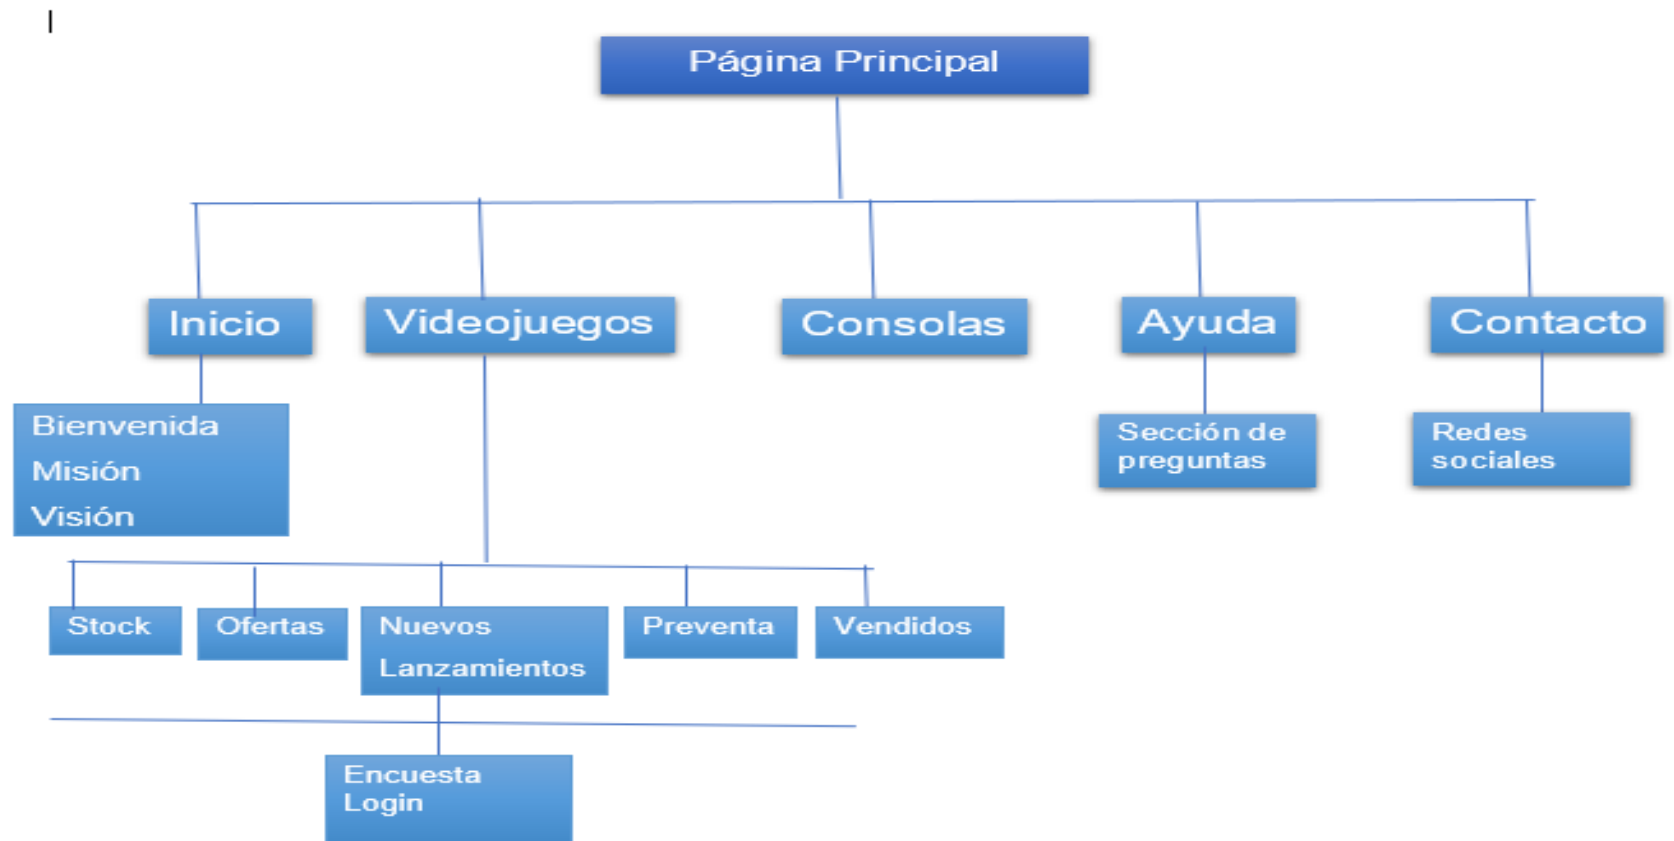 Página Principal
Inicio
Videojuegos
Consolas
Ayuda
Contacto
Bienvenida
Misión
Visión
Sección de
preguntas
Redes
sociales
Stock
Ofertas
Nuevos
Lanzamientos
Preventa
Vendidos
Encuesta
Login